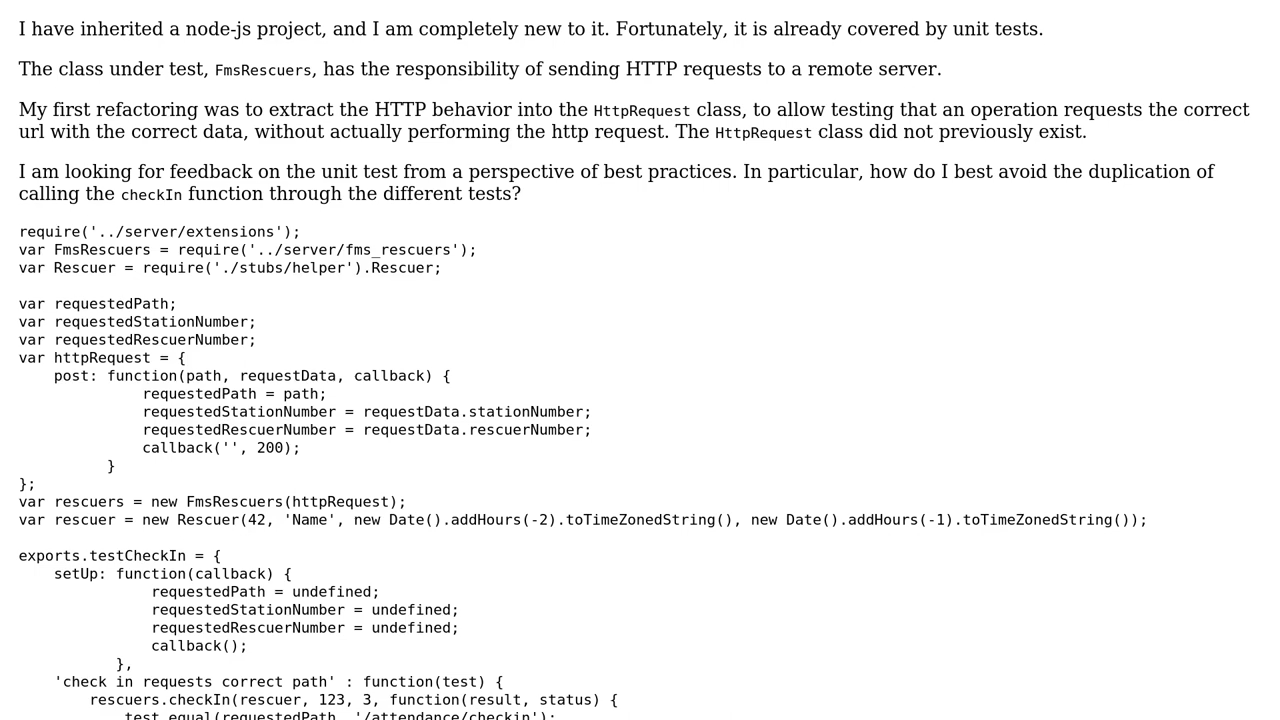 I have inherited a node-js project, and I am completely new to it. Fortunately, it is already covered by unit tests.
The class under test, FmsRescuers, has the responsibility of sending HTTP requests to a remote server.
My first refactoring was to extract the HTTP behavior into the HttpRequest class, to allow testing that an operation requests the correct
url with the correct data, without actually performing the http request. The HttpRequest class did not previously exist.
I am looking for feedback on the unit test from a perspective of best practices. In particular, how do I best avoid the duplication of
calling the checkIn function through the different tests?
require('../server/extensions');
var FmsRescuers = require('../server/fms_rescuers');
var Rescuer = require('./stubs/helper').Rescuer;
var requestedPath;
var requestedStationNumber;
var requestedRescuerNumber;
var httpRequest = {
    post: function(path, requestData, callback) {
              requestedPath = path;
              requestedStationNumber = requestData.stationNumber;
              requestedRescuerNumber = requestData.rescuerNumber;
              callback('', 200);
          }
};
var rescuers = new FmsRescuers(httpRequest);
var rescuer = new Rescuer(42, 'Name', new Date().addHours(-2).toTimeZonedString(), new Date().addHours(-1).toTimeZonedString());
exports.testCheckIn = {
    setUp: function(callback) {
               requestedPath = undefined;
               requestedStationNumber = undefined;
               requestedRescuerNumber = undefined;
               callback();
           },
    'check in requests correct path' : function(test) {
        rescuers.checkIn(rescuer, 123, 3, function(result, status) {
            test.equal(requestedPath, '/attendance/checkin');